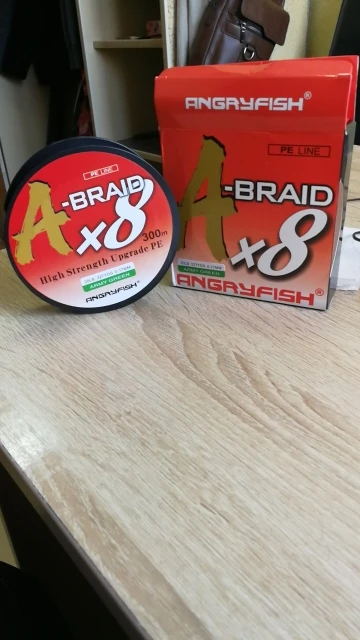 PE LINE
A-BRAID
x8
300m
High Strength Upgrade PE
ARMY GREEN
ANGRYFISH
ANGRYFISH®
PE LINE
A-BRAID
x8
ARMY GREEN
ANGRYFISH®